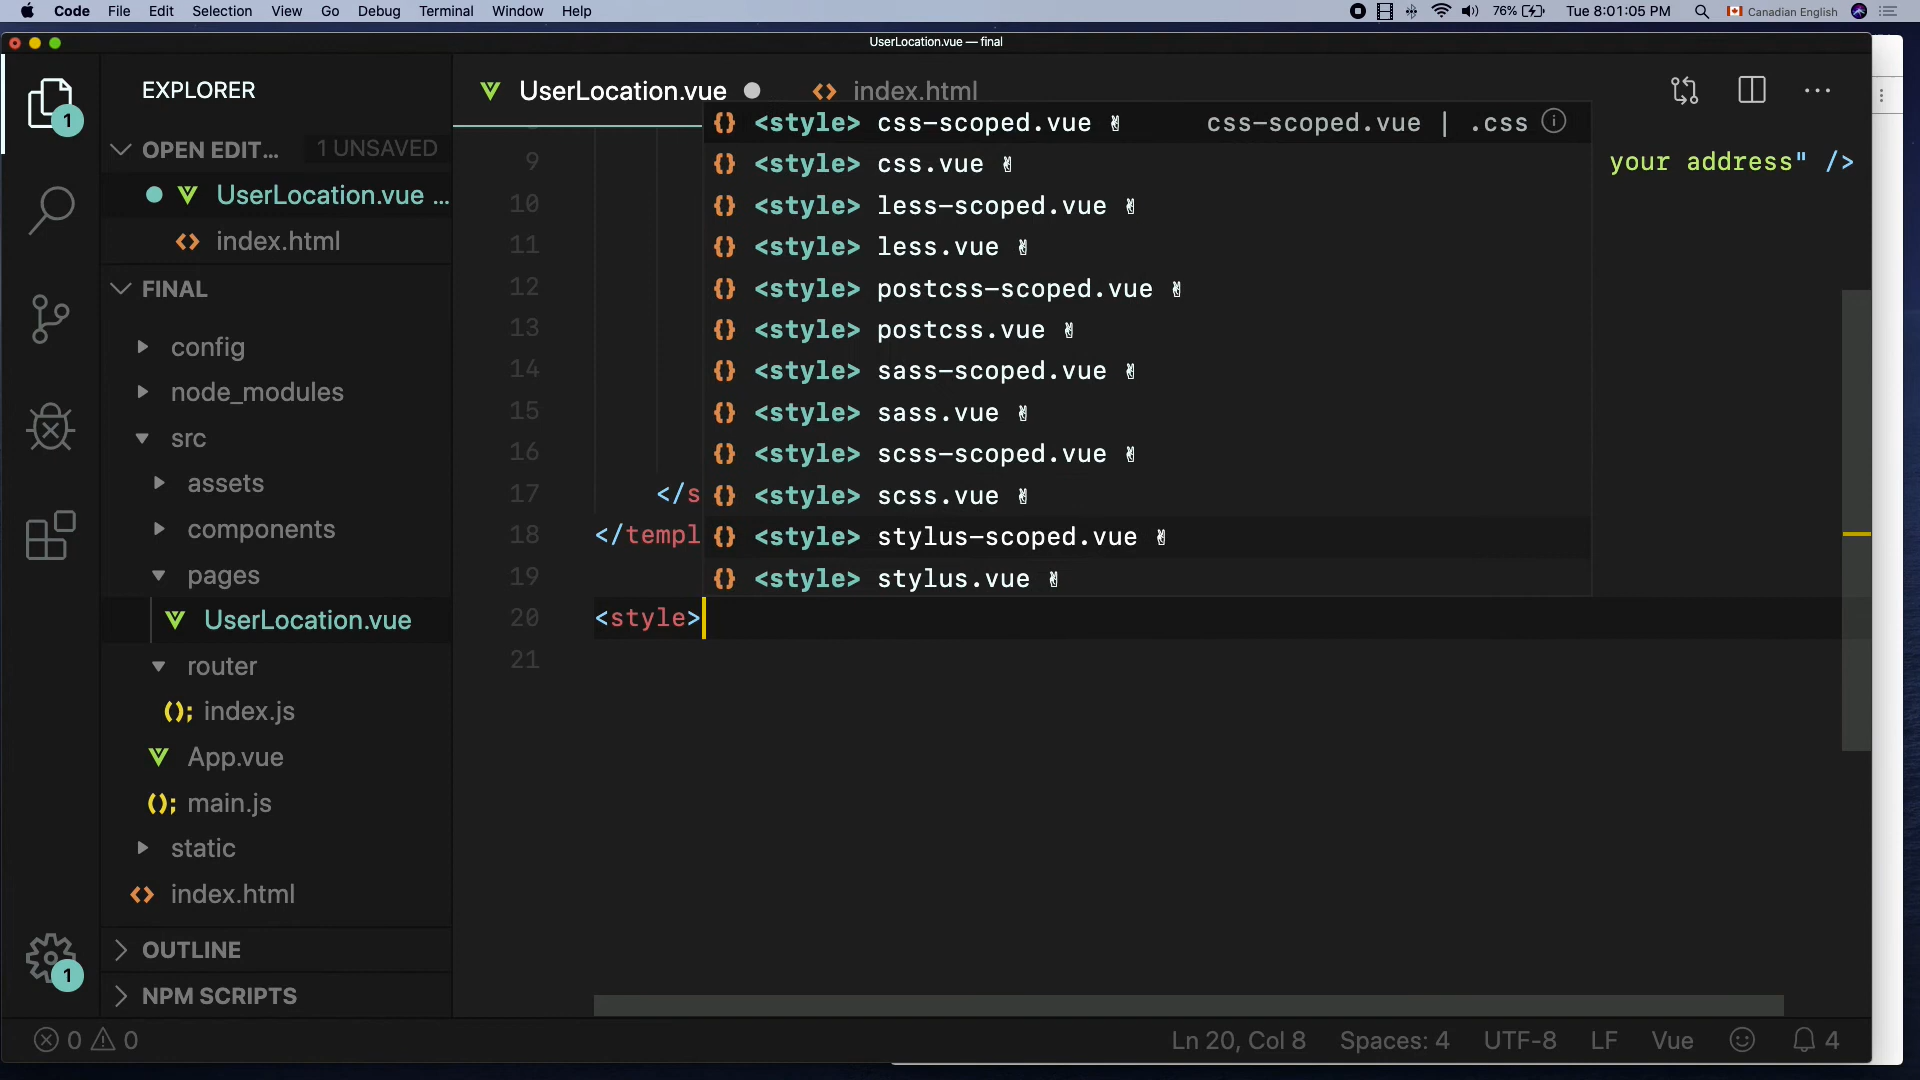 Code File Edit Selection View Go Debug Terminal Window Help
76% Tue 8:01:05 PM Canadian English
UserLocation.vue — final
EXPLORER
OPEN EDIT... 1 UNSAVED
UserLocation.vue ...
index.html
FINAL
config
node_modules
src
assets
components
pages
UserLocation.vue
router
index.js
App.vue
main.js
static
index.html
OUTLINE
NPM SCRIPTS
1
1
UserLocation.vue index.html
<style> css-scoped.vue ✌ css-scoped.vue | .css
9 {} <style> css.vue ✌ your address" />
10 {} <style> less-scoped.vue ✌
11 {} <style> less.vue ✌
12 {} <style> postcss-scoped.vue ✌
13 {} <style> postcss.vue ✌
14 {} <style> sass-scoped.vue ✌
15 {} <style> sass.vue ✌
16 {} <style> scss-scoped.vue ✌
17 </s {} <style> scss.vue ✌
18 </templ {} <style> stylus-scoped.vue ✌
19 {} <style> stylus.vue ✌
20 <style>
21
0 0 Ln 20, Col 8 Spaces: 4 UTF-8 LF Vue 4